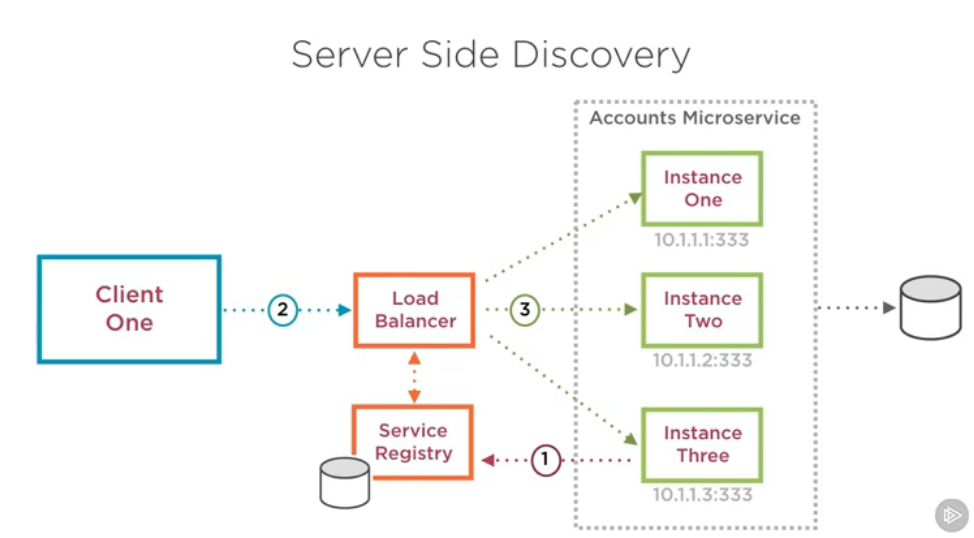 Server Side Discovery
Accounts Microservice
Instance
One
10.1.1.1:333
Client
One
2
Load
Balancer
3
Instance
Two
10.1.1.2:333
Service
Registry
1
Instance
Three
10.1.1.3:333